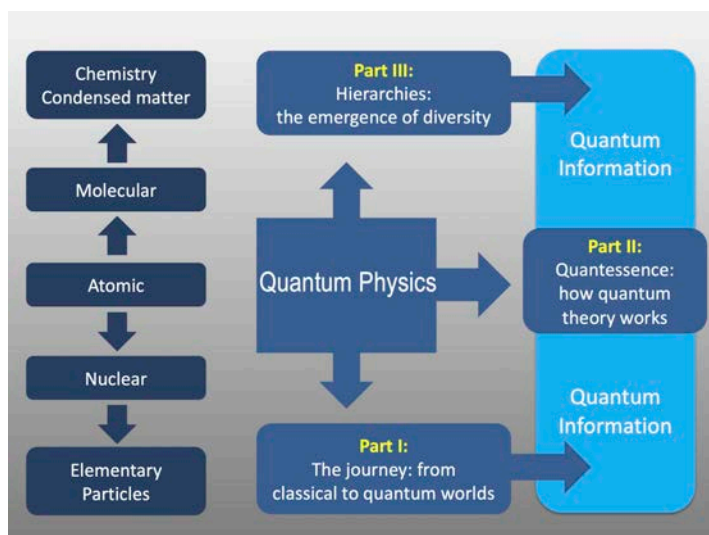 Chemistry
Condensed matter
Molecular
Atomic
Nuclear
Elementary
Particles
Part III:
Hierarchies:
the emergence of diversity
Quantum Physics
Part I:
The journey: from
classical to quantum worlds
Quantum
Information
Part II:
Quantessence:
how quantum
theory works
Quantum
Information